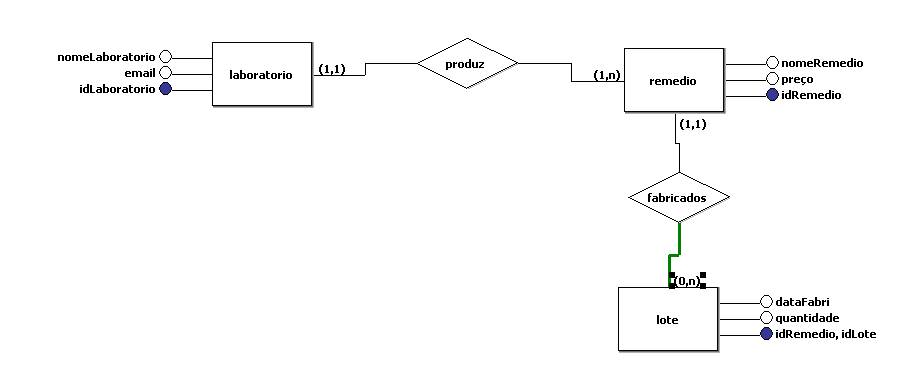 nomeLaboratorio
email
idLaboratorio
laboratorio
(1,1)
produz
(1,n)
remedio
nomeRemedio
preço
idRemedio
(1,1)
fabricados
(0,n)
lote
dataFabri
quantidade
idRemedio, idLote